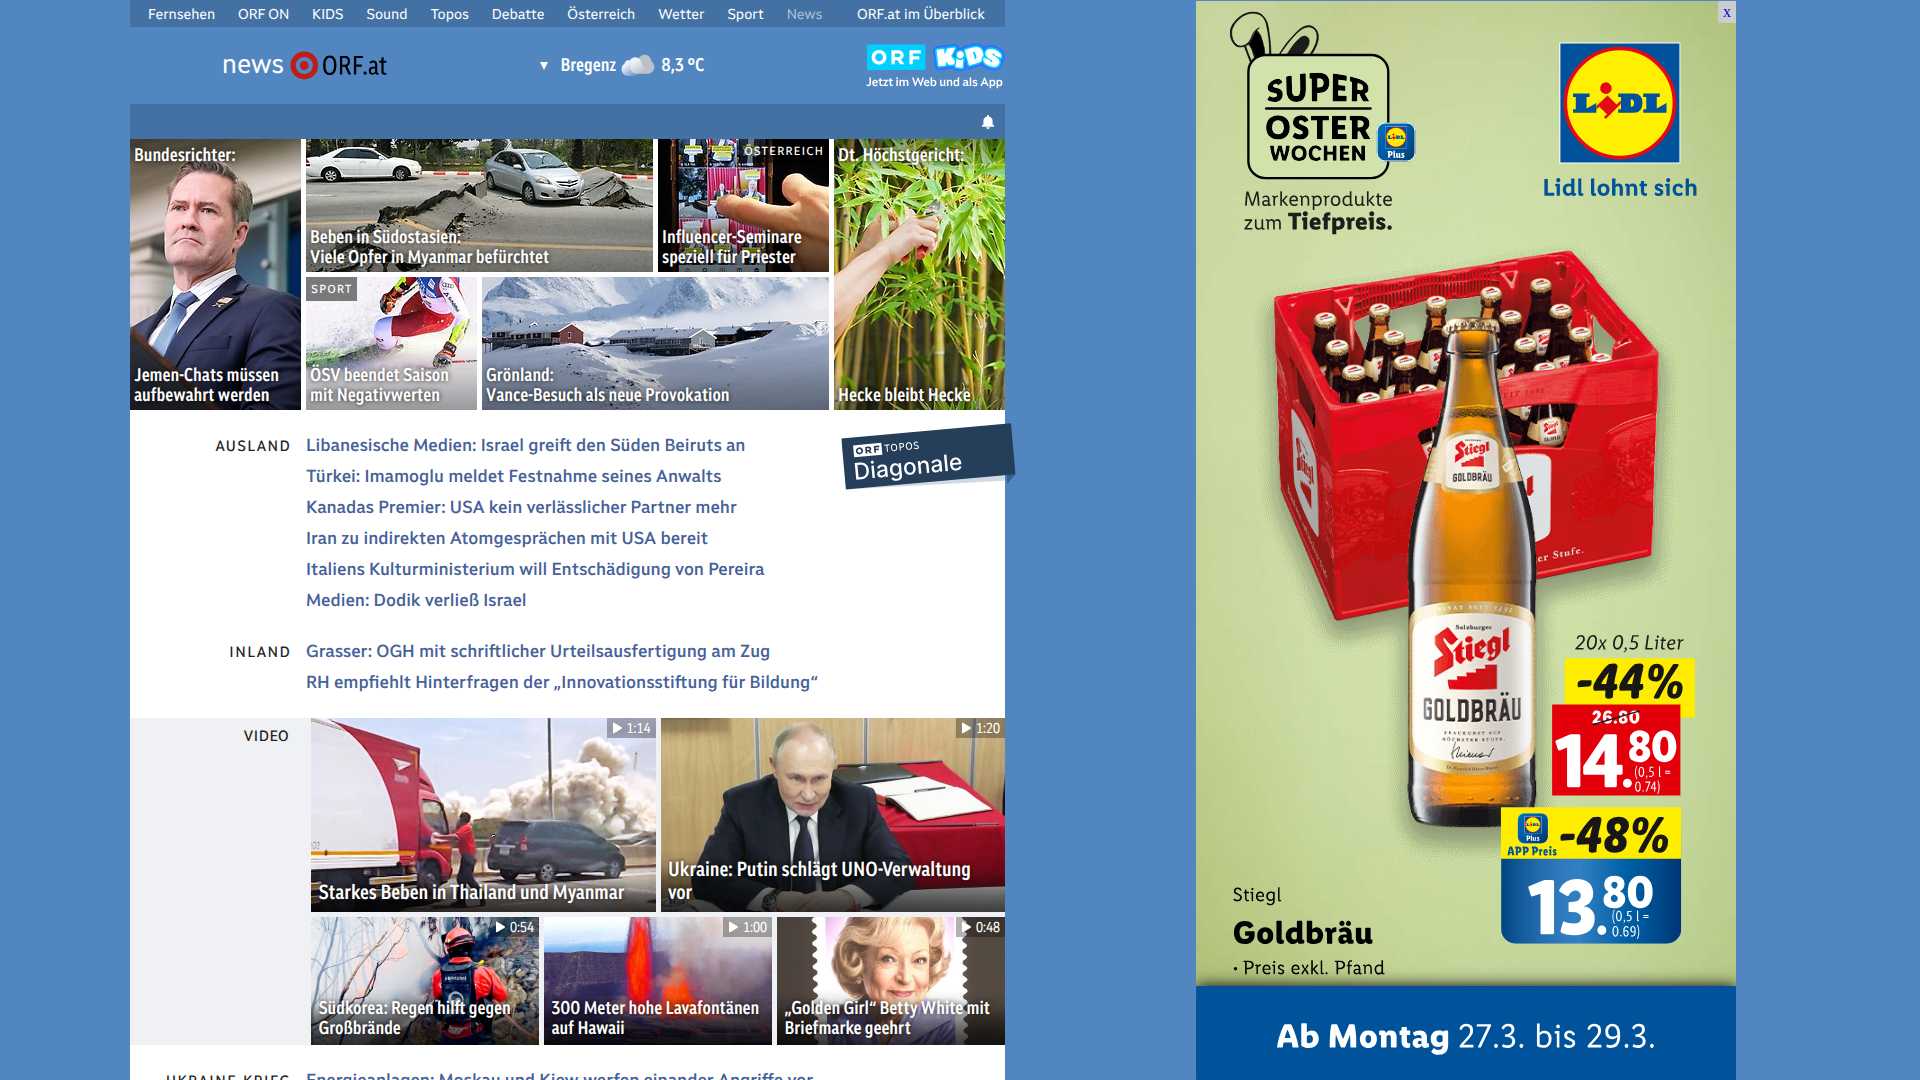 Fernsehen ORF ON KIDS Sound Topos Debatte Österreich Wetter Sport News ORF.at im Überblick
news ORF.at
▼ Bregenz 8,3 °C
ORF KiDS
Jetzt im Web und als App
Bundesrichter:
Jemen-Chats müssen
aufbewahrt werden
Beben in Südostasien:
Viele Opfer in Myanmar befürchtet
ÖSTERREICH
Influencer-Seminare
speziell für Priester
Dt. Höchstgericht:
Hecke bleibt Hecke
SPORT
ÖSV beendet Saison
mit Negativwerten
Grönland:
Vance-Besuch als neue Provokation
AUSLAND
Libanesische Medien: Israel greift den Süden Beiruts an
Türkei: Imamoglu meldet Festnahme seines Anwalts
Kanadas Premier: USA kein verlässlicher Partner mehr
Iran zu indirekten Atomgesprächen mit USA bereit
Italiens Kulturministerium will Entschädigung von Pereira
Medien: Dodik verließ Israel
ORF TOPOS
Diagonale
INLAND
Grasser: OGH mit schriftlicher Urteilsausfertigung am Zug
RH empfiehlt Hinterfragen der „Innovationsstiftung für Bildung“
VIDEO
1:14
Starkes Beben in Thailand und Myanmar
1:20
Ukraine: Putin schlägt UNO-Verwaltung
vor
0:54
Südkorea: Regen hilft gegen
Großbrände
1:00
300 Meter hohe Lavafontänen
auf Hawaii
0:48
„Golden Girl“ Betty White mit
Briefmarke geehrt
UKRAINE-KRIEG
Energieanlagen: Moskau und Kiew werfen einander Angriffe vor
x
SUPER
OSTER
WOCHEN
LIDL
Plus
Markenprodukte
zum Tiefpreis.
LIDL
Lidl lohnt sich
Stiegl
GOLDBRÄU
er Stufe.
Salzburger
Stiegl
GOLDBRÄU
BRAUKUNST AUF
HÖCHSTER STUFE.
20x 0,5 Liter
-44%
26.80
14.80
(0,5 l =
0.74)
LIDL
Plus
APP Preis
-48%
13.80
(0,5 l =
0.69)
Stiegl
Goldbräu
• Preis exkl. Pfand
Ab Montag 27.3. bis 29.3.